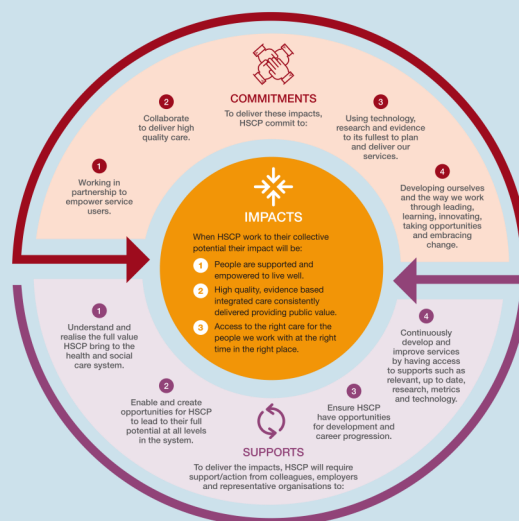 COMMITMENTS
To deliver these impacts,
HSCP commit to:
1
Working in
partnership to
empower service
users.
2
Collaborate
to deliver high
quality care.
3
Using technology,
research and evidence
to its fullest to plan
and deliver our
services.
4
Developing ourselves
and the way we work
through leading,
learning, innovating,
taking opportunities
and embracing
change.
IMPACTS
When HSCP work to their collective
potential their impact will be:
1 People are supported and
empowered to live well.
2 High quality, evidence based
integrated care consistently
delivered providing public value.
3 Access to the right care for the
people we work with at the right
time in the right place.
1
Understand and
realise the full value
HSCP bring to the
health and social
care system.
2
Enable and create
opportunities for HSCP
to lead to their full
potential at all levels
in the system.
3
Ensure HSCP
have opportunities
for development and
career progression.
4
Continuously
develop and
improve services
by having access
to supports such as
relevant, up to date,
research, metrics
and technology.
SUPPORTS
To deliver the impacts, HSCP will require
support/action from colleagues, employers
and representative organisations to: